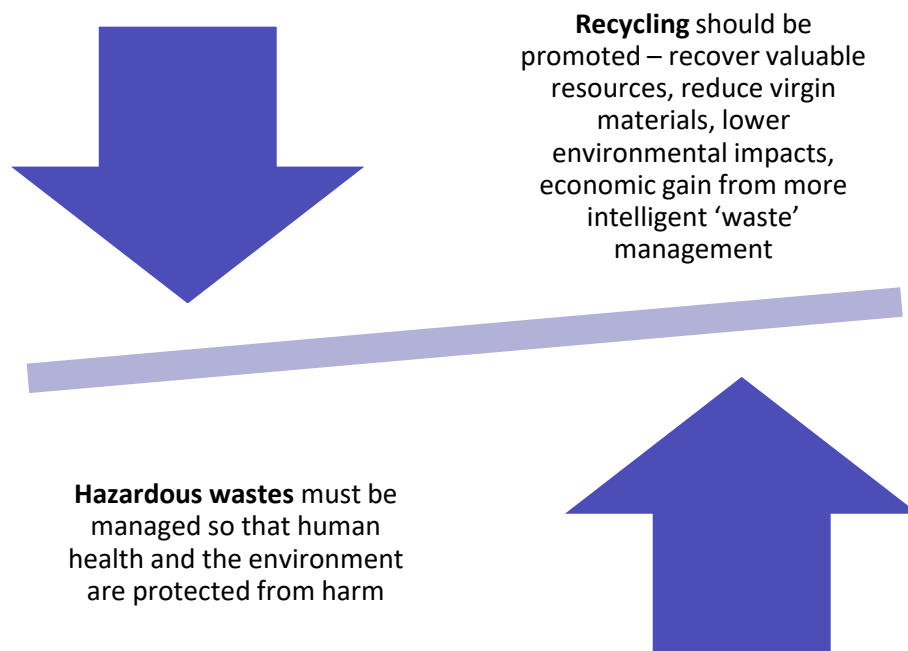 Recycling should be
promoted – recover valuable
resources, reduce virgin
materials, lower
environmental impacts,
economic gain from more
intelligent ‘waste’
management
Hazardous wastes must be
managed so that human
health and the environment
are protected from harm